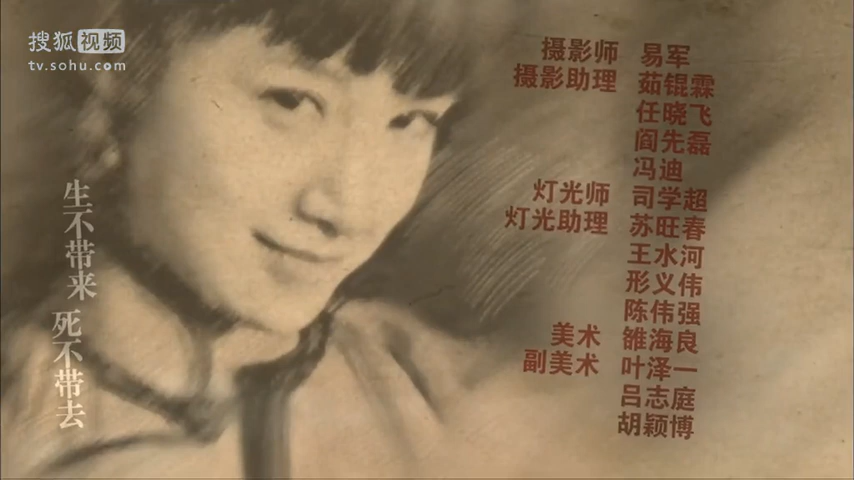 搜狐视频
tv.sohu.com
摄影师 易军
摄影助理 茹锟霖
任晓飞
阎先磊
冯迪
灯光师 司学超
灯光助理 苏旺春
王水河
形义伟
陈伟强
美术 雒海良
副美术 叶泽一
吕志庭
胡颖博
生不带来 死不带去